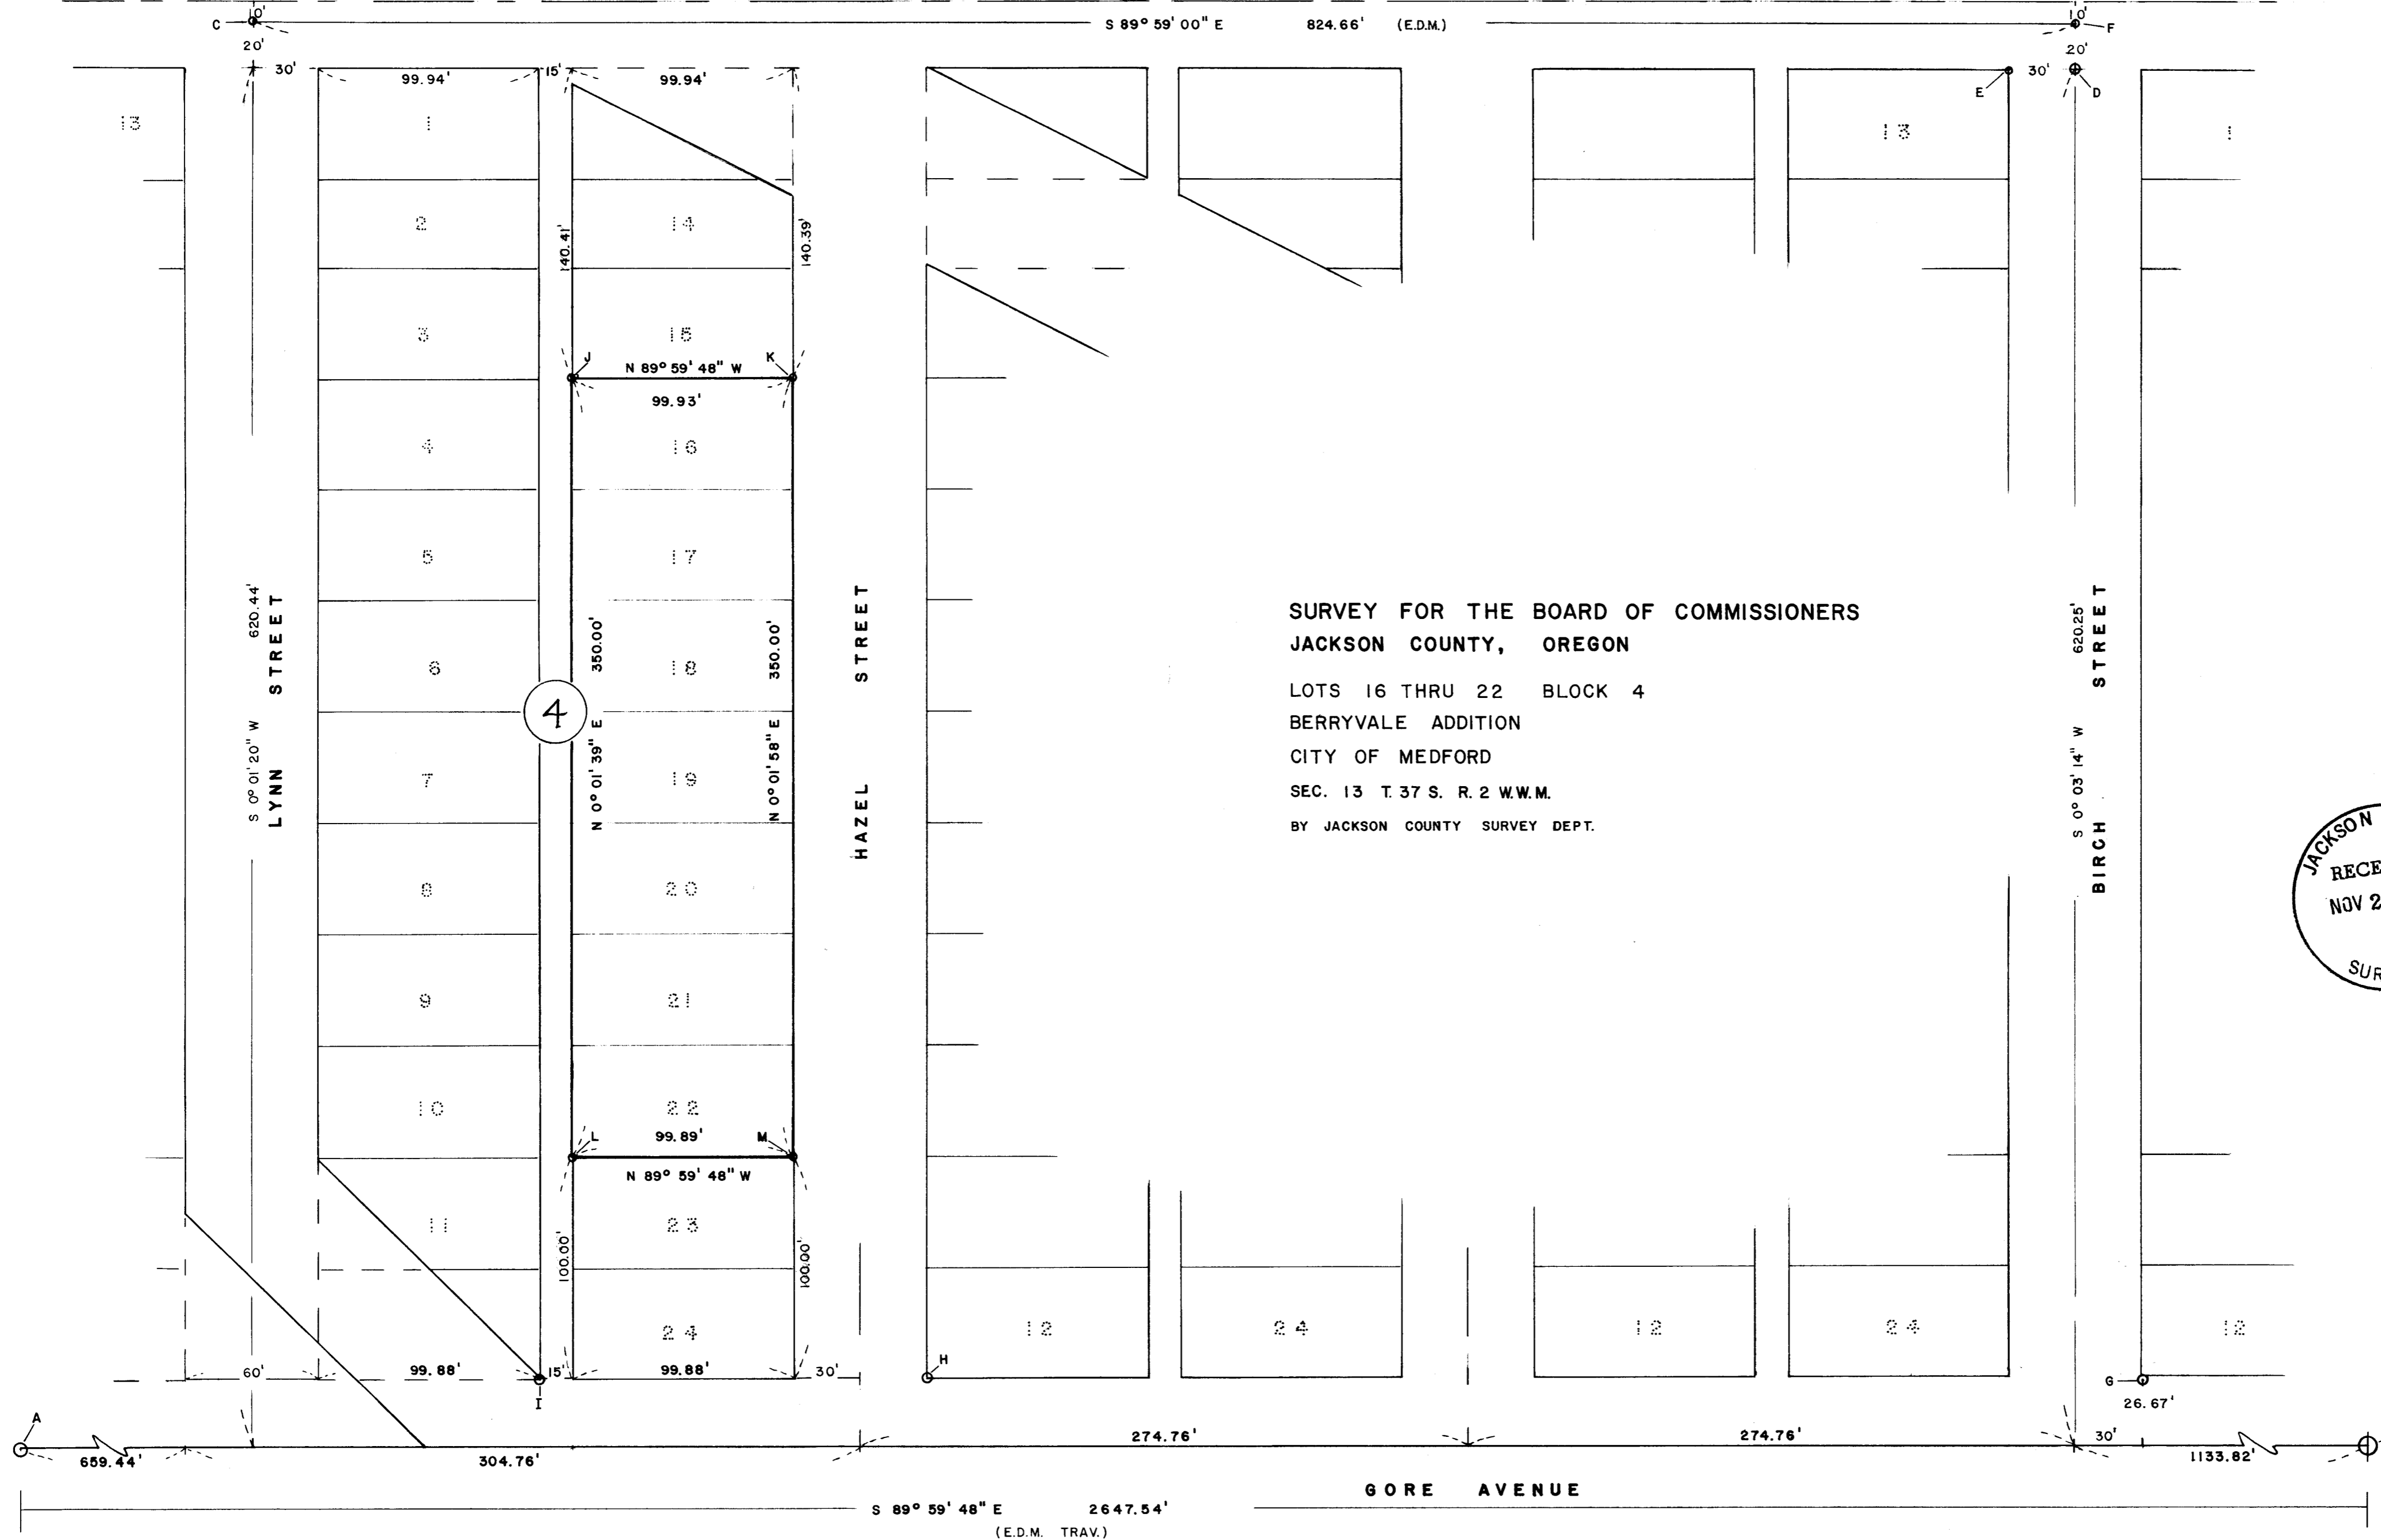 10'
C
S 89° 59' 00" E 824.66' (E.D.M.)
10'
F
20'
20'
30'
99.94'
15'
99.94'
30'
E
D
13
1
13
1
2
14
140.41'
140.39'
3
15
J
K
N 89° 59' 48" W
99.93'
4
16
5
17
S 0° 01' 20" W 620.44'
LYNN STREET
6
18
4
N 0° 01' 39" E 350.00'
N 0° 01' 58" E 350.00'
HAZEL STREET
7
19
8
20
9
21
10
22
SURVEY FOR THE BOARD OF COMMISSIONERS
JACKSON COUNTY, OREGON
LOTS 16 THRU 22 BLOCK 4
BERRYVALE ADDITION
CITY OF MEDFORD
SEC. 13 T. 37 S. R. 2 W.W.M.
BY JACKSON COUNTY SURVEY DEPT.
S 0° 03' 14" W 620.25'
BIRCH STREET
JACKSON
RECE
NOV 2
SUR
L
99.89'
M
N 89° 59' 48" W
11
23
100.00'
100.00'
24
12
24
12
24
12
60'
99.88'
15'
99.88'
30'
H
I
G
26.67'
A
659.44'
304.76'
274.76'
274.76'
30'
1133.82'
GORE AVENUE
S 89° 59' 48" E 2647.54'
(E.D.M. TRAV.)